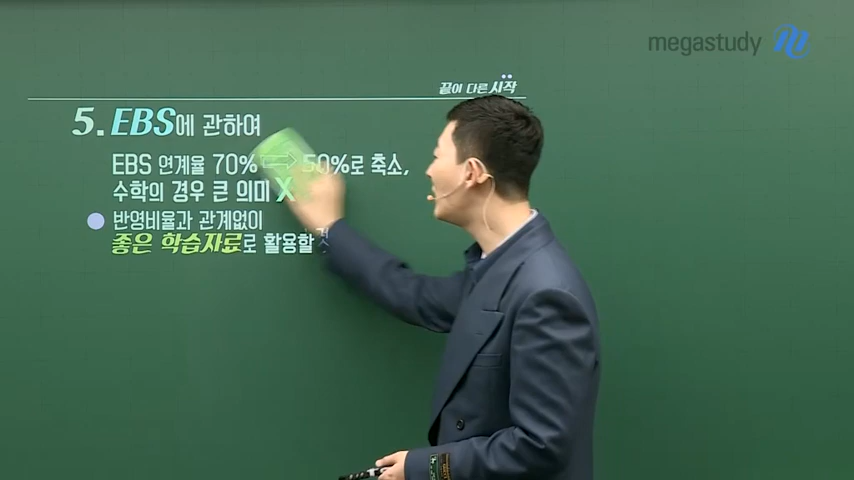 megastudy
끝이 다른 시작
5. EBS에 관하여
EBS 연계율 70% ⇨ 50%로 축소,
수학의 경우 큰 의미 X
반영비율과 관계없이
좋은 학습자료로 활용할